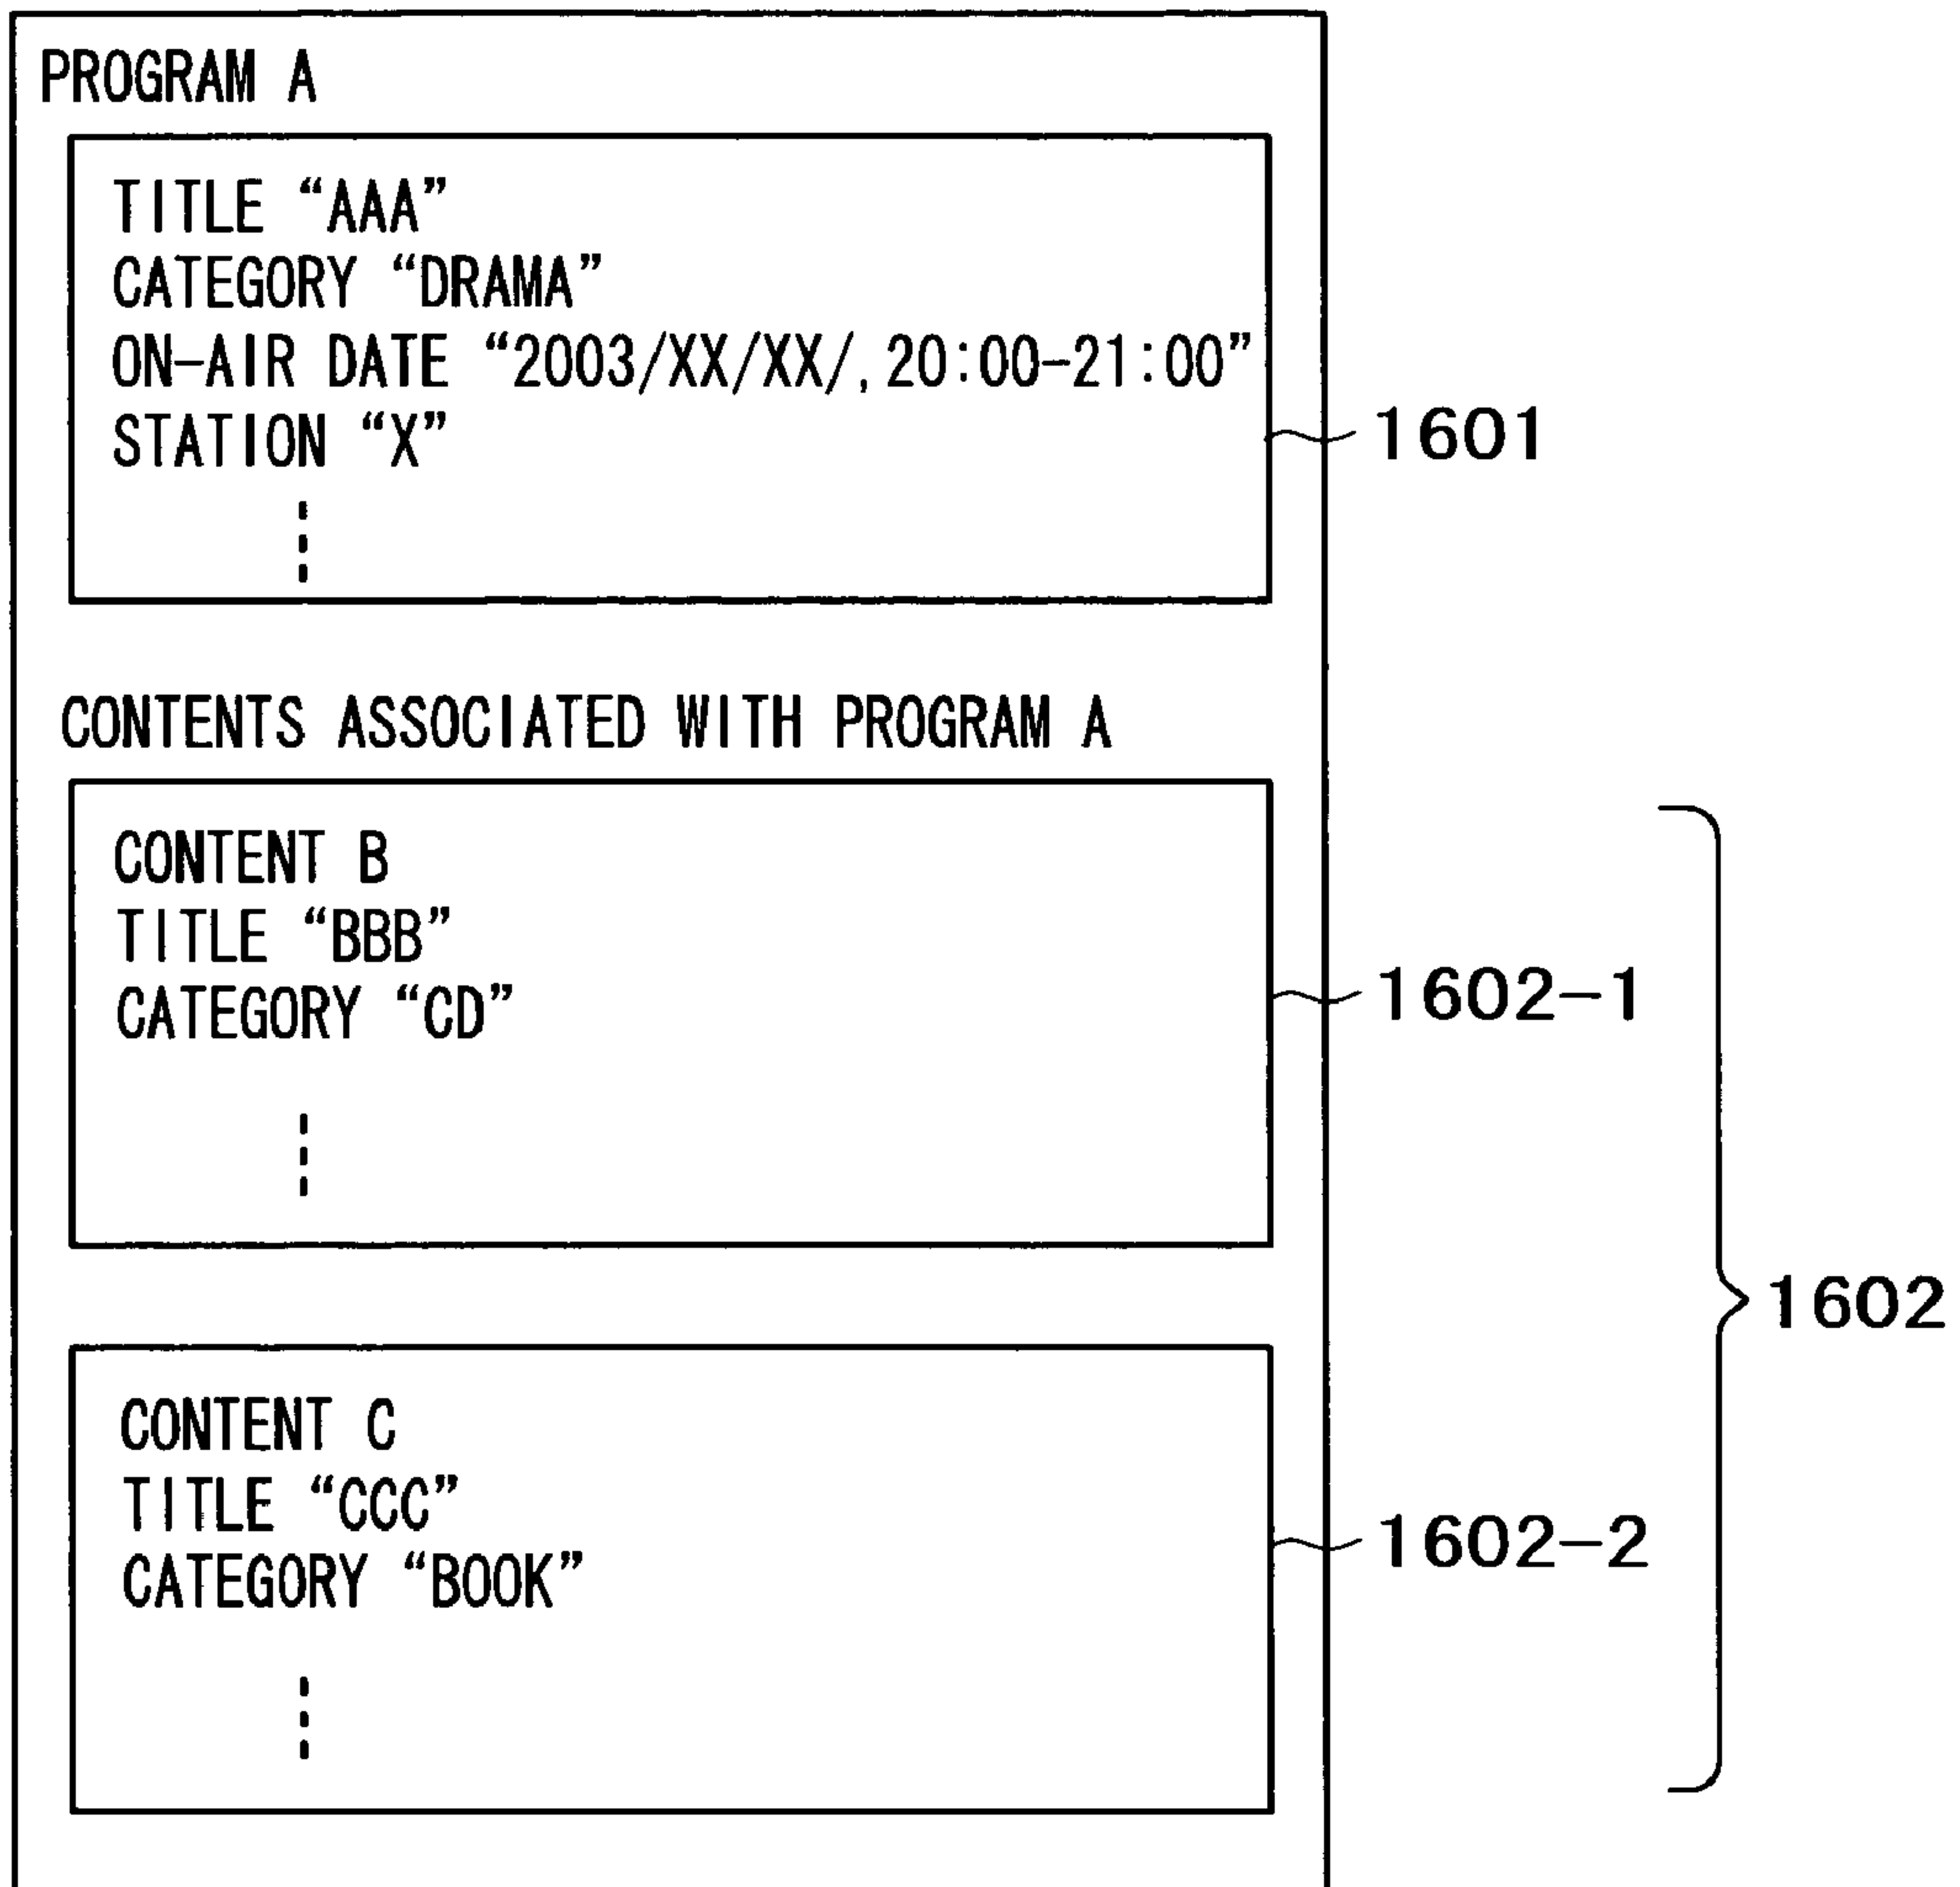 PROGRAM A
TITLE “AAA”
CATEGORY “DRAMA”
ON-AIR DATE “2003/XX/XX/, 20:00-21:00”
STATION “X”
1601
CONTENTS ASSOCIATED WITH PROGRAM A
CONTENT B
TITLE “BBB”
CATEGORY “CD”
1602-1
1602
CONTENT C
TITLE “CCC”
CATEGORY “BOOK”
1602-2